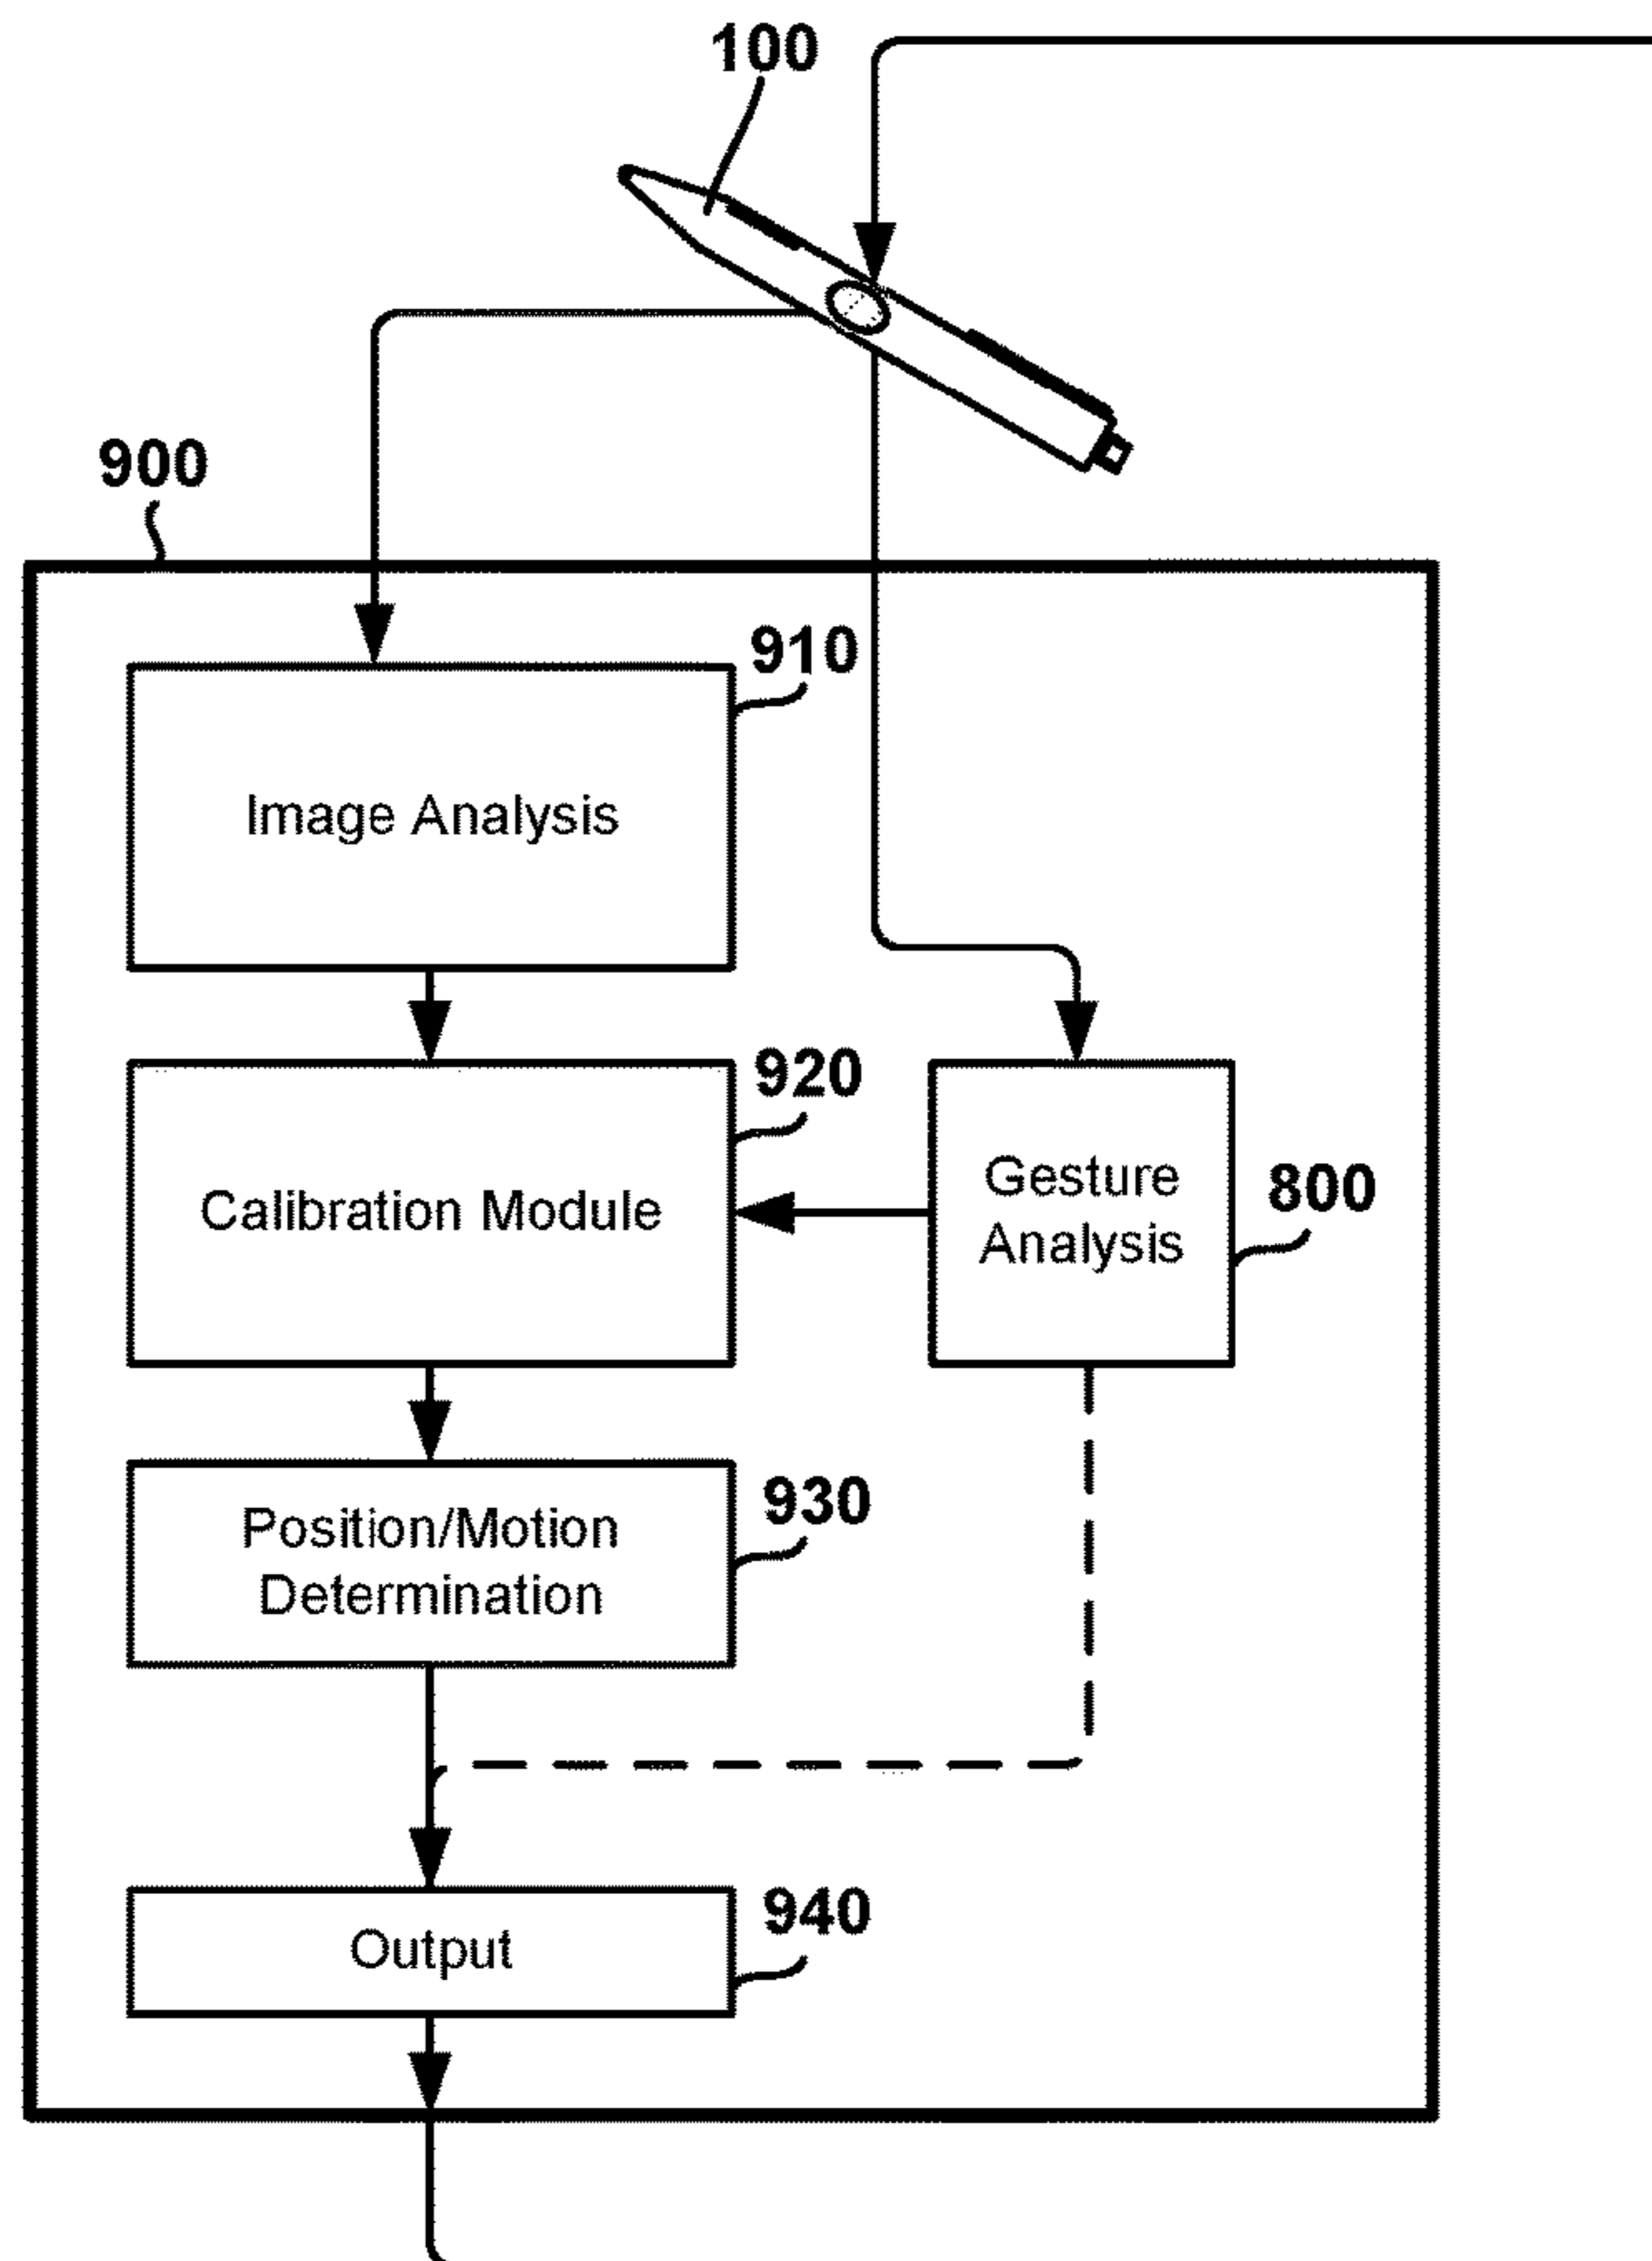 100
900
910
Image Analysis
920
Calibration Module
Gesture
Analysis
800
930
Position/Motion
Determination
940
Output